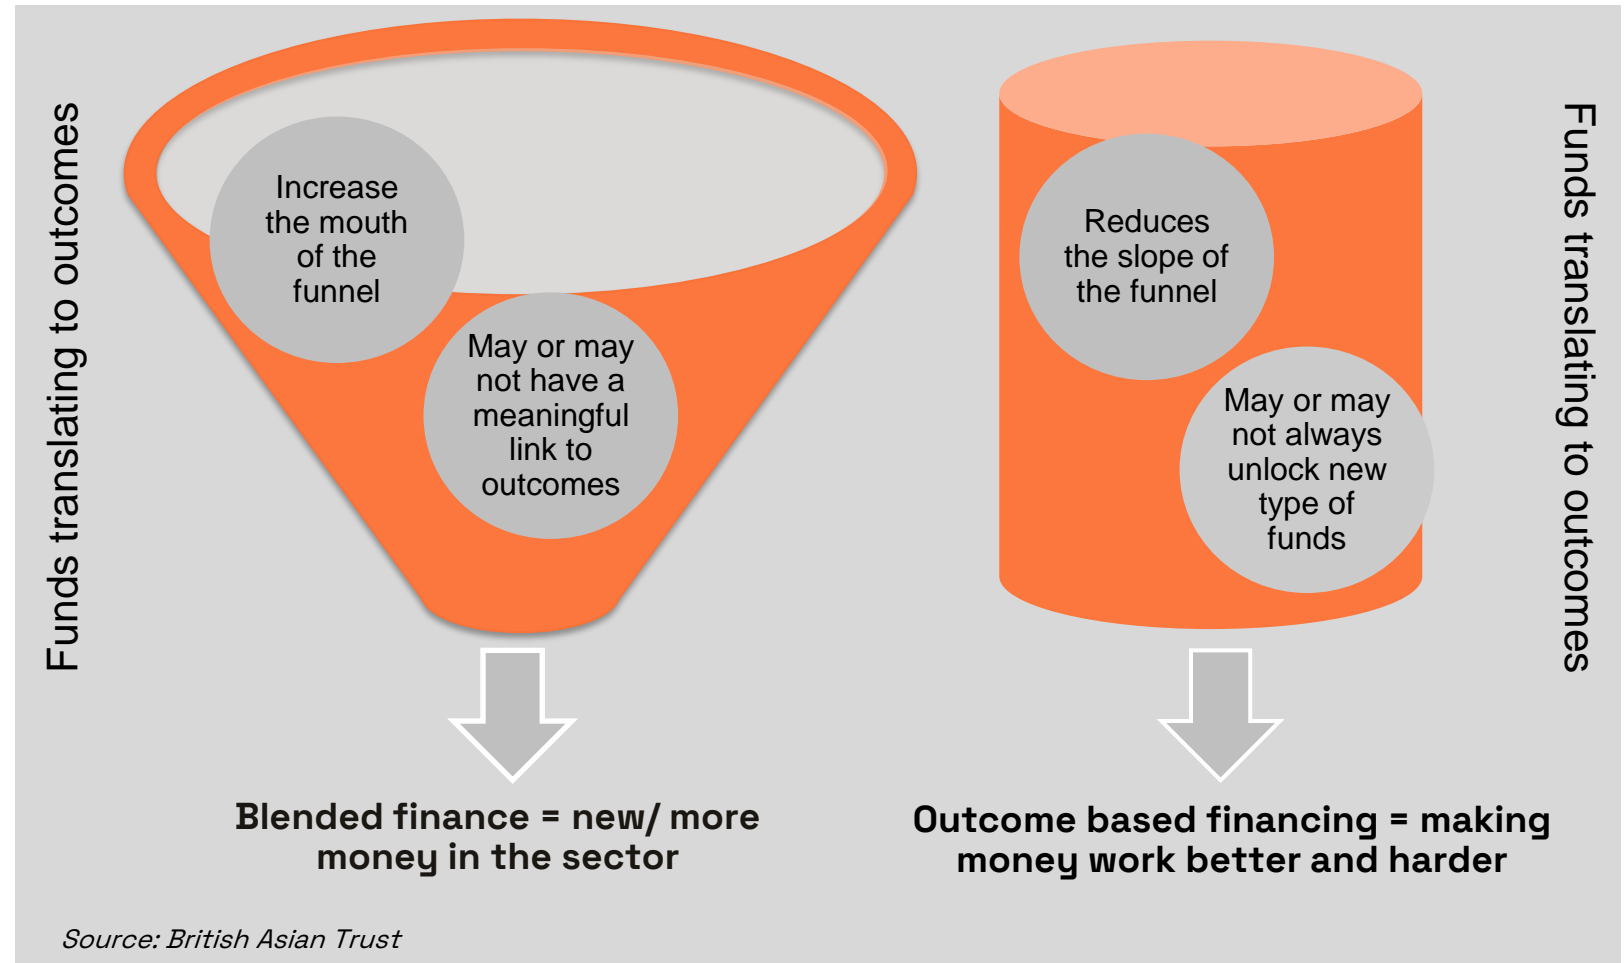 Funds translating to outcomes
Increase
the mouth
of the
funnel
May or may
not have a
meaningful
link to
outcomes
Blended finance = new/ more
money in the sector
Reduces
the slope of
the funnel
May or may
not always
unlock new
type of
funds
Outcome based financing = making
money work better and harder
Funds translating to outcomes
Source: British Asian Trust